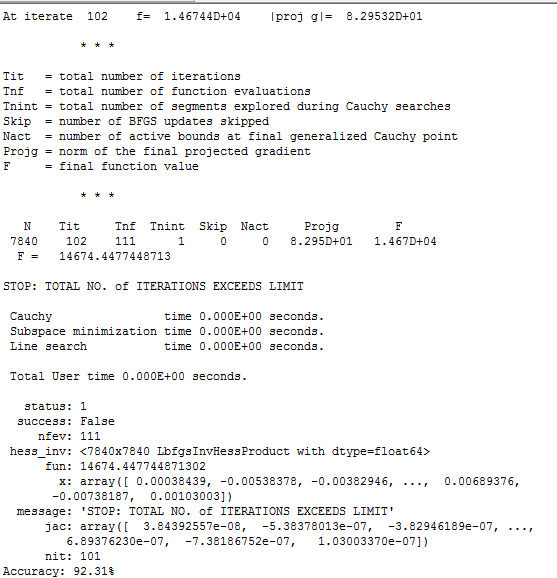 At iterate  102    f=  1.46744D+04    |proj g|=  8.29532D+01
* * *
Tit   = total number of iterations
Tnf   = total number of function evaluations
Tnint = total number of segments explored during Cauchy searches
Skip  = number of BFGS updates skipped
Nact  = number of active bounds at final generalized Cauchy point
Projg = norm of the final projected gradient
F     = final function value
* * *
N    Tit     Tnf  Tnint  Skip  Nact     Projg        F
7840    102    111      1     0     0   8.295D+01   1.467D+04
F =   14674.4477448713
STOP: TOTAL NO. of ITERATIONS EXCEEDS LIMIT
Cauchy                time 0.000E+00 seconds.
Subspace minimization time 0.000E+00 seconds.
Line search           time 0.000E+00 seconds.
Total User time 0.000E+00 seconds.
status: 1
success: False
nfev: 111
hess_inv: <7840x7840 LbfgsInvHessProduct with dtype=float64>
fun: 14674.447744871302
x: array([ 0.00038439, -0.00538378, -0.00382946, ...,  0.00689376,
-0.00738187,  0.00103003])
message: 'STOP: TOTAL NO. of ITERATIONS EXCEEDS LIMIT'
jac: array([  3.84392557e-08,  -5.38378013e-07,  -3.82946189e-07, ...,
6.89376230e-07,  -7.38186752e-07,   1.03003370e-07])
nit: 101
Accuracy: 92.31%